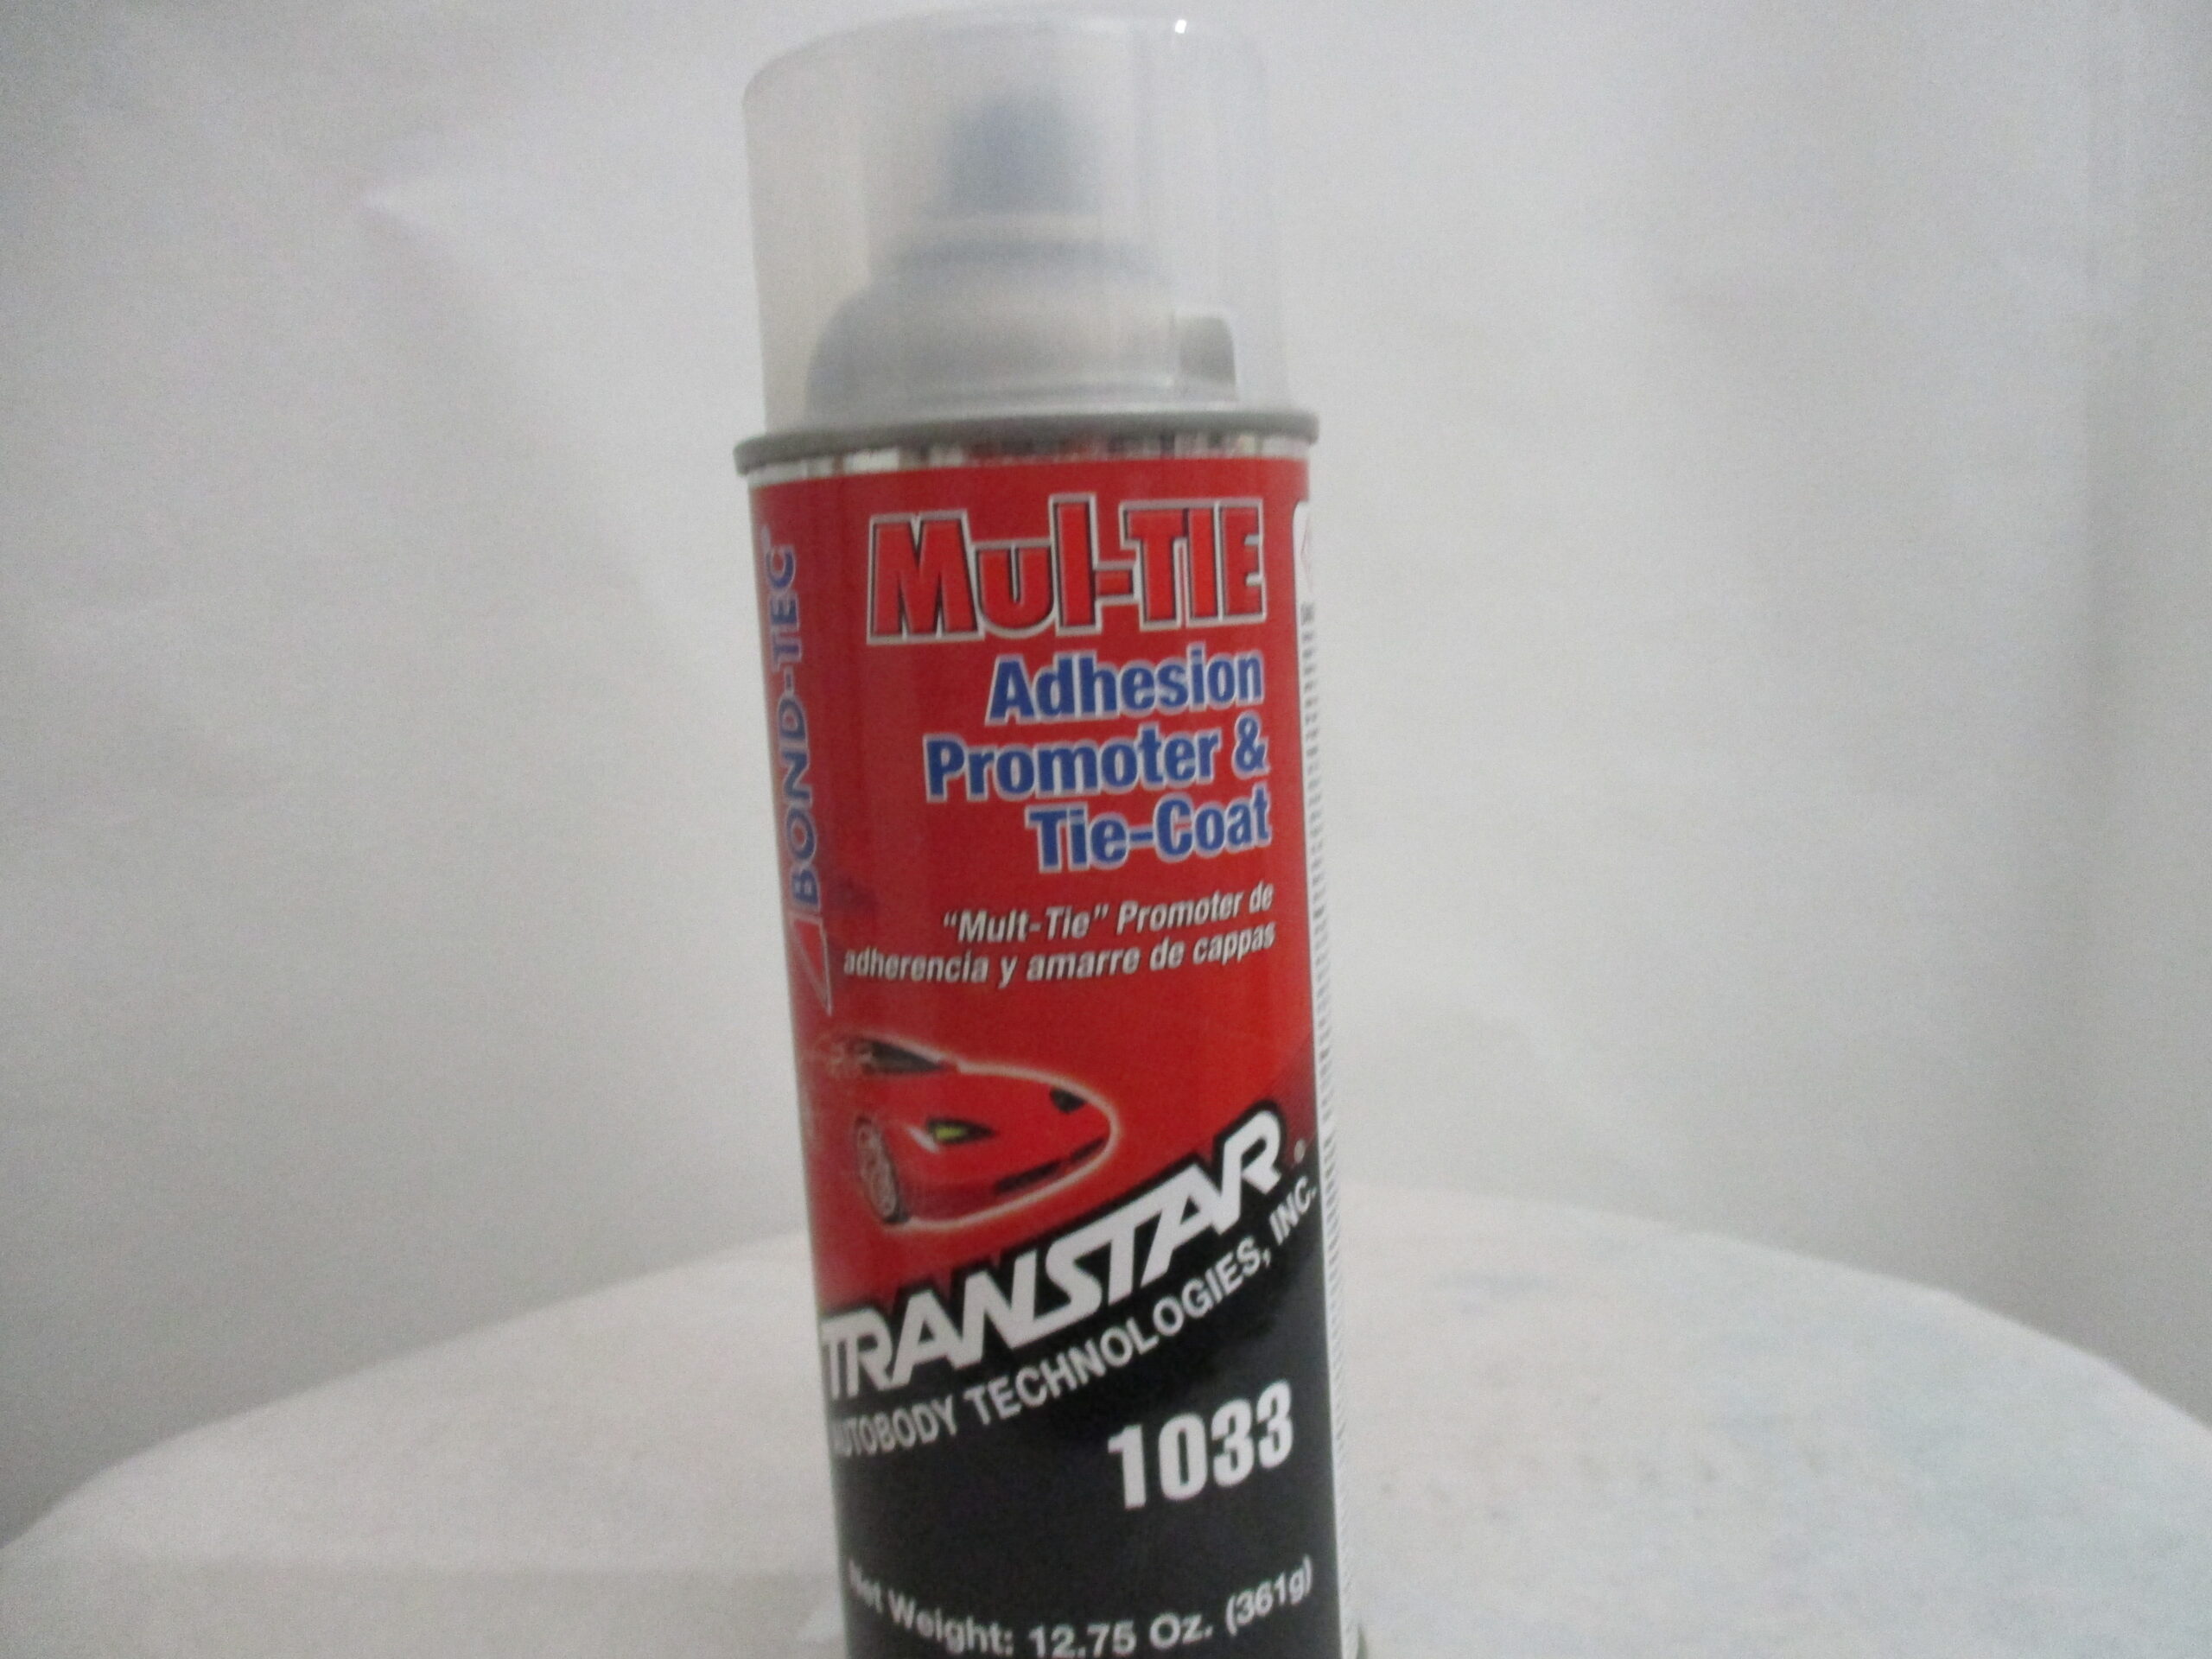 Mul-TIE
Adhesion
Promoter &
Tie-Coat
"Mult-Tie" Promoter de
adherencia y amarre de cappas
BOND-TEC
TRANSTAR®
AUTOBODY TECHNOLOGIES, INC.
1033
Net Weight: 12.75 Oz. (361g)